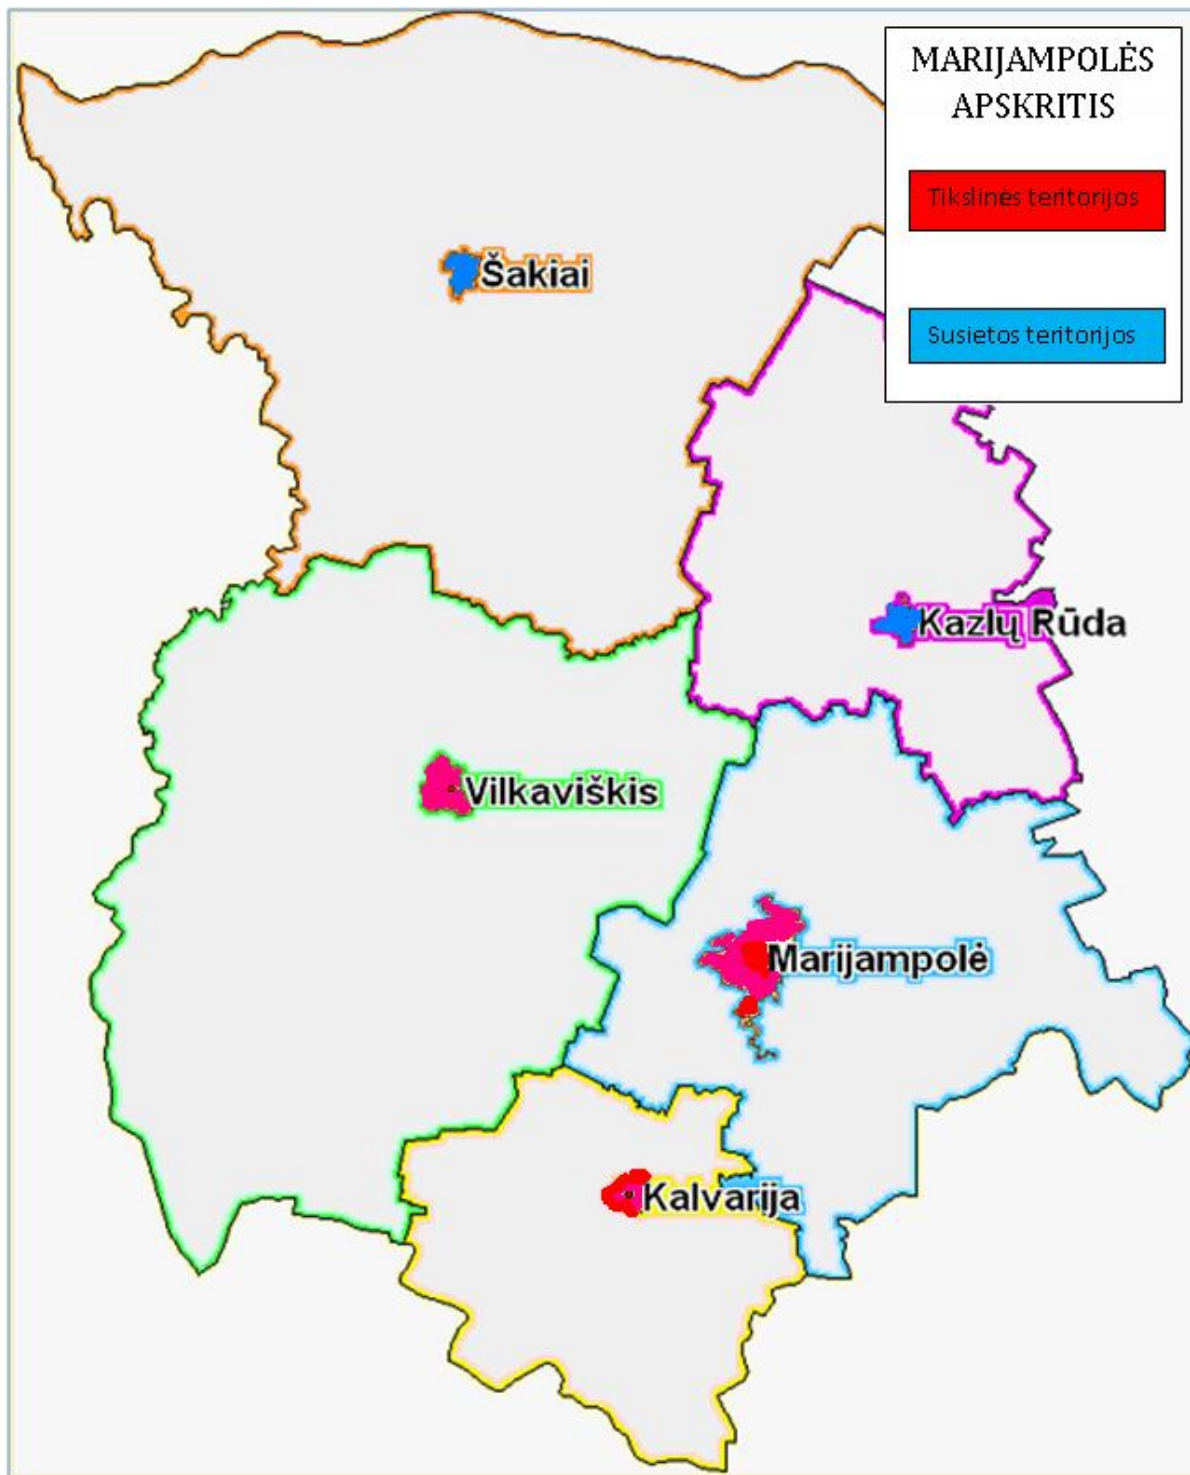 MARIJAMPOLĖS
APSKRITIS
Tikslinės teritorijos
Susietos teritorijos
Šakiai
Kazlų Rūda
Vilkaviškis
Marijampolė
Kalvarija